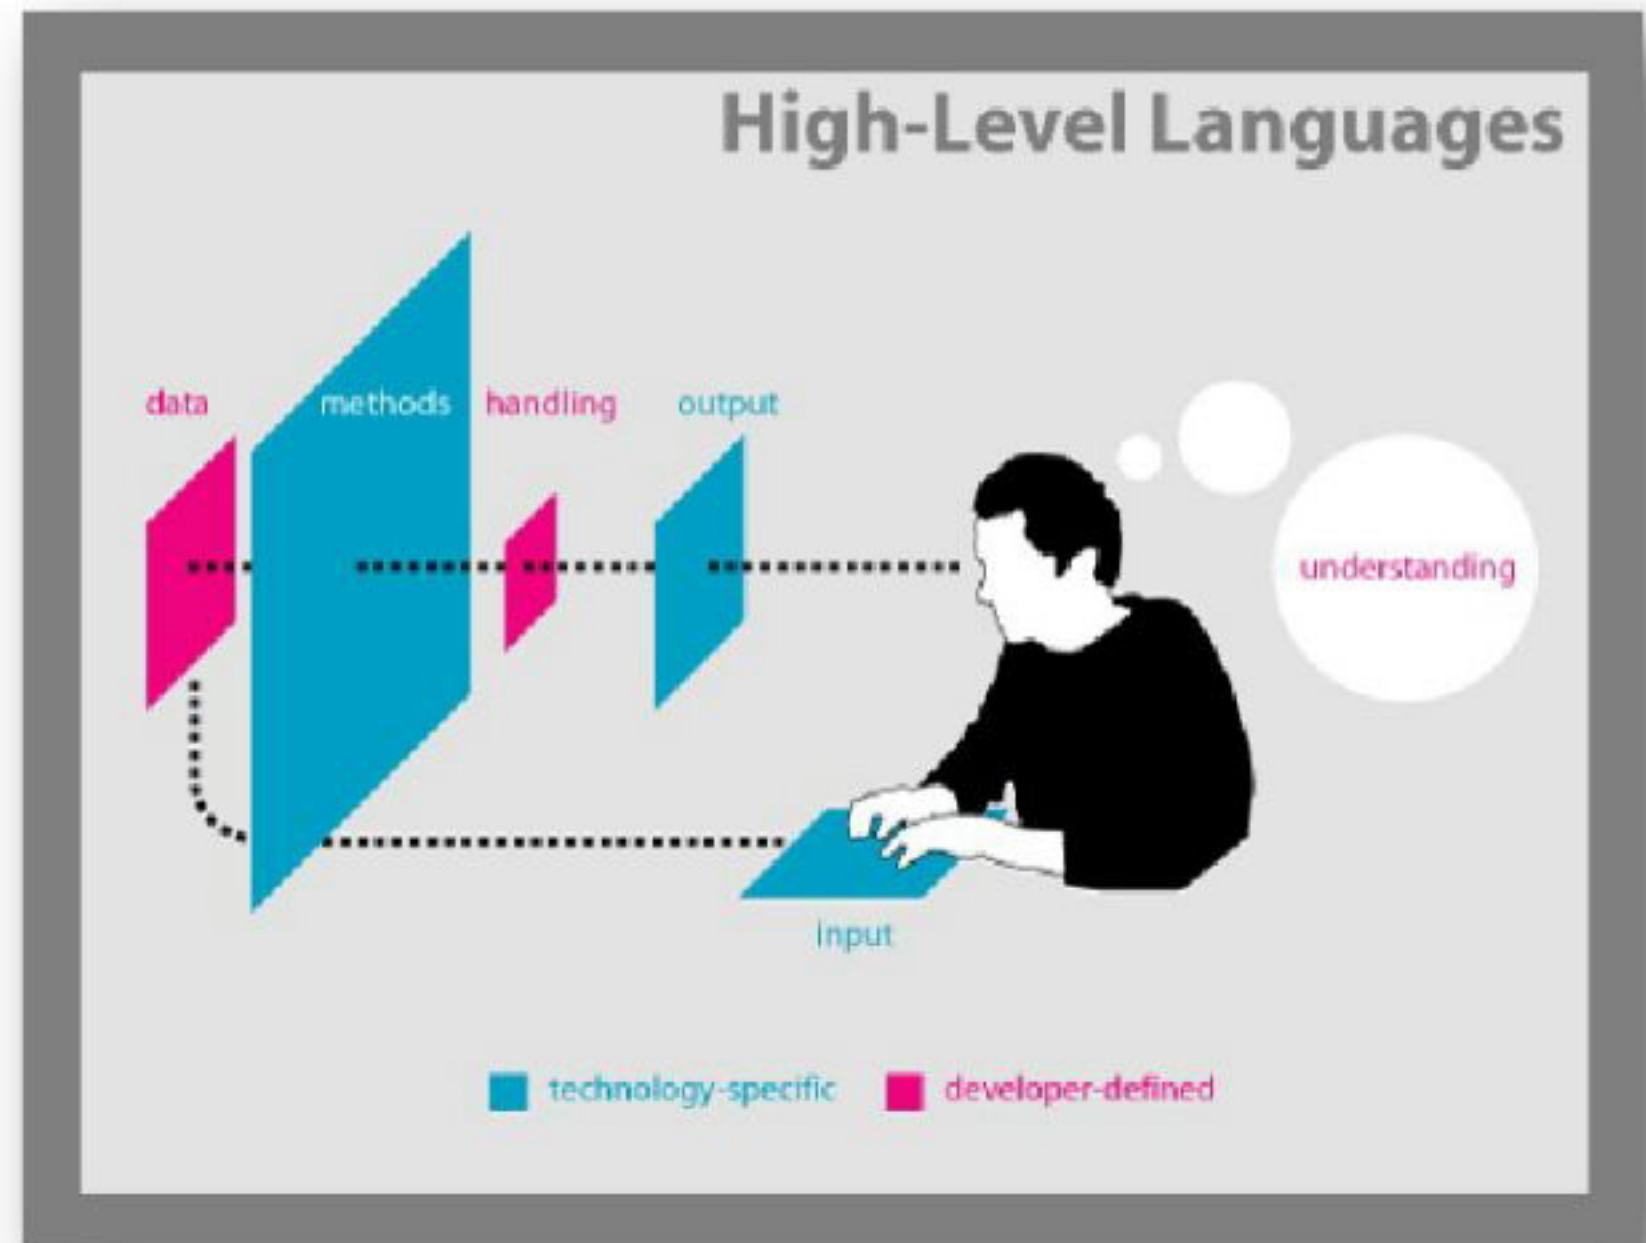 High-Level Languages
data methods handling output
understanding
input
technology-specific developer-defined